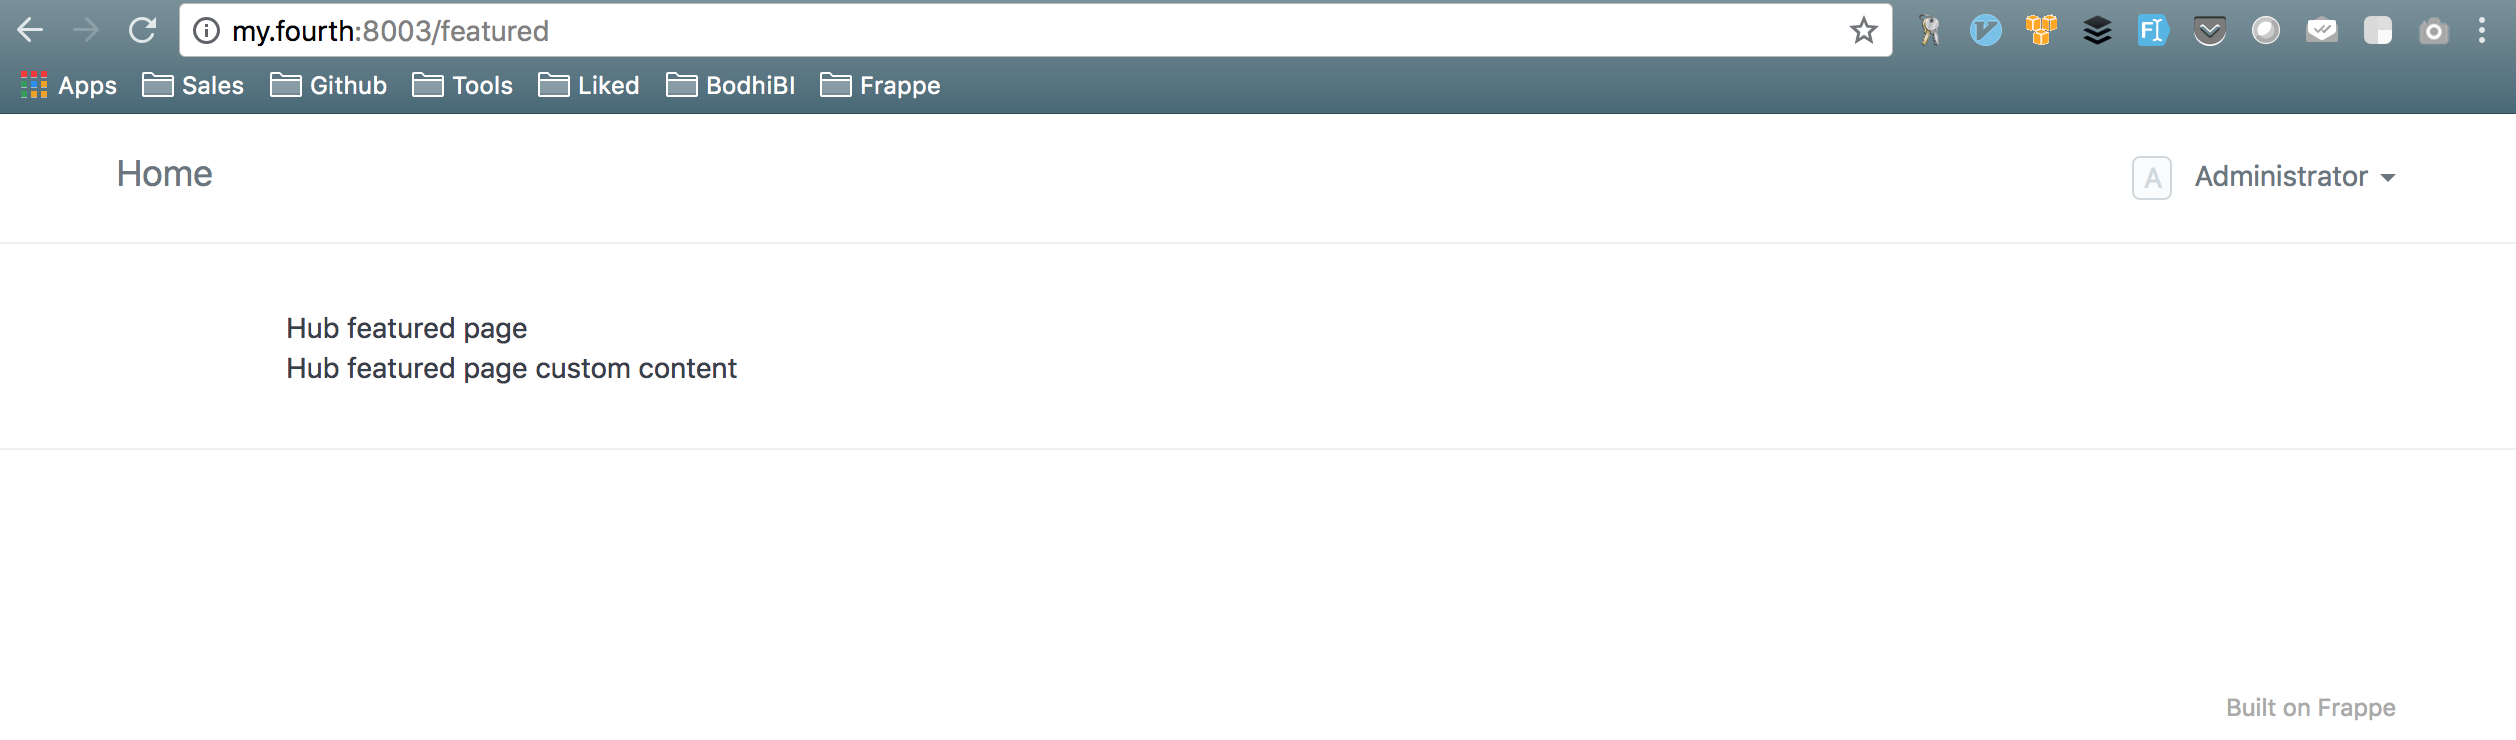 my.fourth:8003/featured
Apps Sales Github Tools Liked BodhiBI Frappe
Home A Administrator
Hub featured page
Hub featured page custom content
Built on Frappe